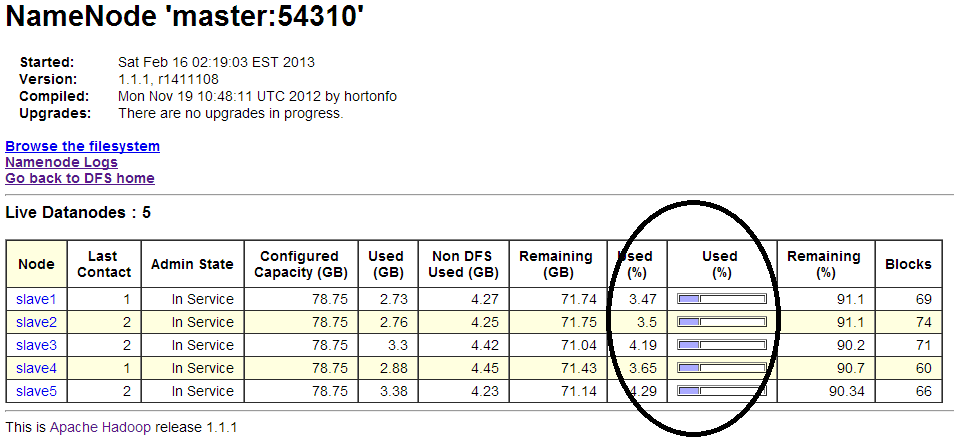 NameNode 'master:54310'
Started: Sat Feb 16 02:19:03 EST 2013
Version: 1.1.1, r1411108
Compiled: Mon Nov 19 10:48:11 UTC 2012 by hortonfo
Upgrades: There are no upgrades in progress.
Browse the filesystem
Namenode Logs
Go back to DFS home
Live Datanodes : 5
Node Last Contact Admin State Configured Capacity (GB) Used (GB) Non DFS Used (GB) Remaining (GB) Used (%) Used (%) Remaining (%) Blocks
slave1 1 In Service 78.75 2.73 4.27 71.74 3.47 91.1 69
slave2 2 In Service 78.75 2.76 4.25 71.75 3.5 91.1 74
slave3 2 In Service 78.75 3.3 4.42 71.04 4.19 90.2 71
slave4 1 In Service 78.75 2.88 4.45 71.43 3.65 90.7 60
slave5 2 In Service 78.75 3.38 4.23 71.14 4.29 90.34 66
This is Apache Hadoop release 1.1.1